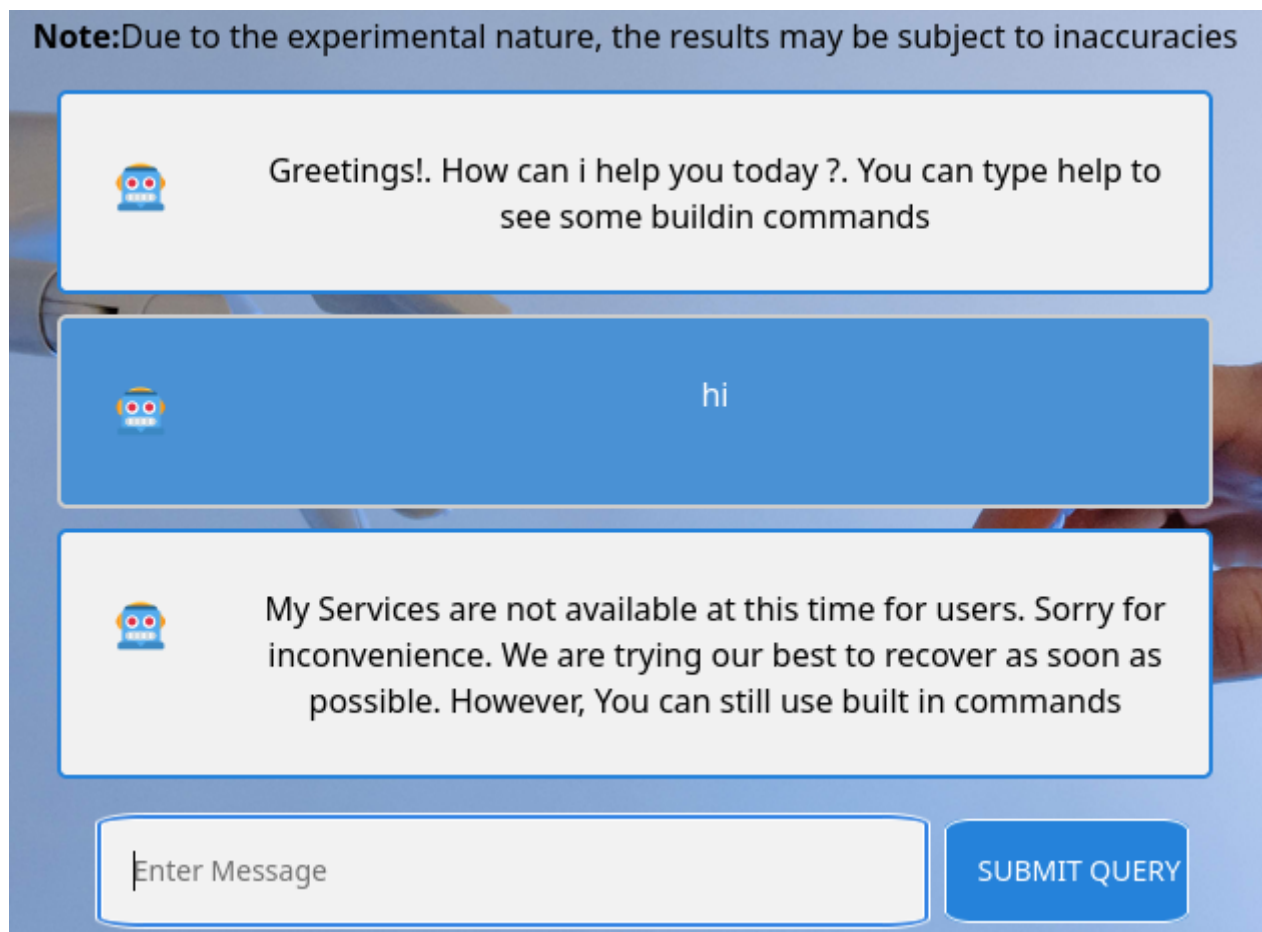 Note:Due to the experimental nature, the results may be subject to inaccuracies
Greetings!. How can i help you today ?. You can type help to
see some buildin commands
hi
My Services are not available at this time for users. Sorry for
inconvenience. We are trying our best to recover as soon as
possible. However, You can still use built in commands
Enter Message
SUBMIT QUERY